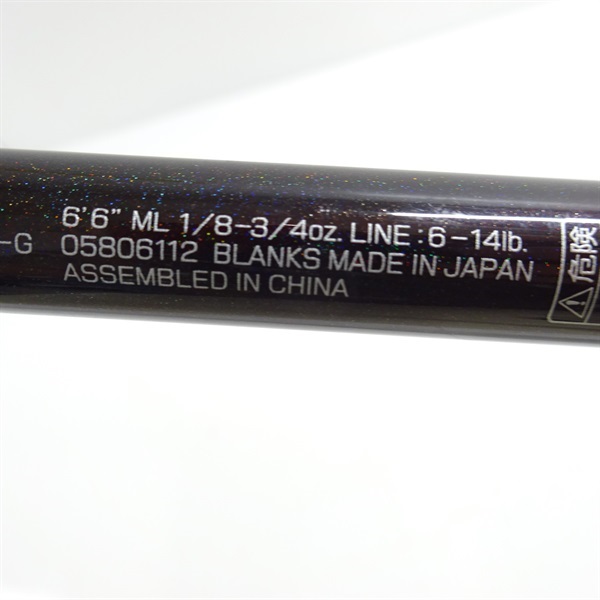 6'6" ML 1/8-3/4oz. LINE : 6-14lb.
-G 05806112 BLANKS MADE iN JAPAN
ASSEMBLED IN CHINA
危険